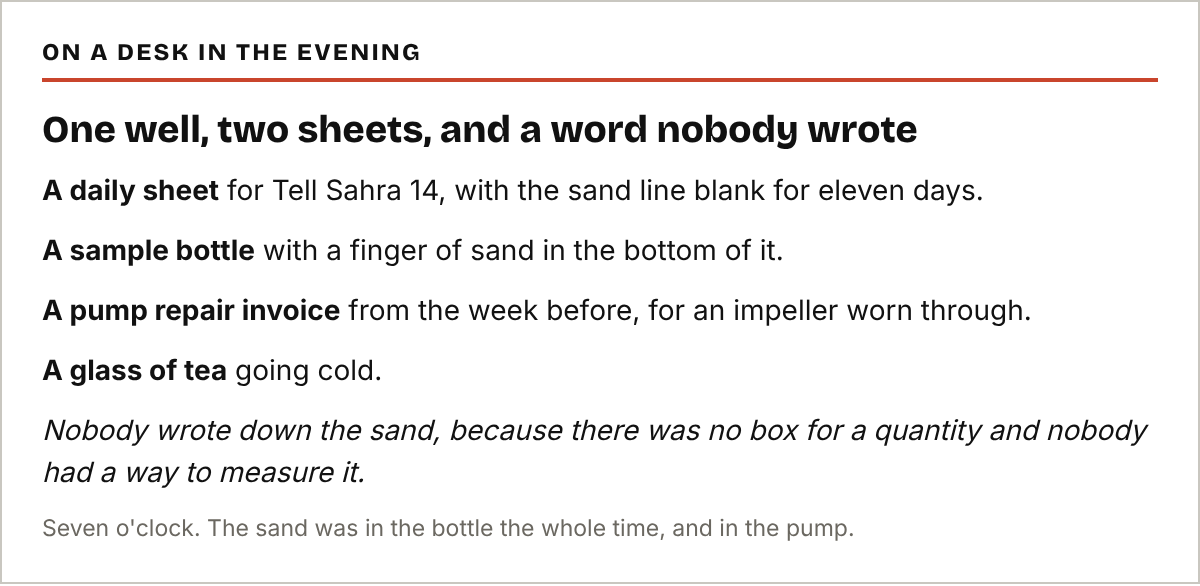 ON A DESK IN THE EVENING
One well, two sheets, and a word nobody wrote
A daily sheet for Tell Sahra 14, with the sand line blank for eleven days.
A sample bottle with a finger of sand in the bottom of it.
A pump repair invoice from the week before, for an impeller worn through.
A glass of tea going cold.
Nobody wrote down the sand, because there was no box for a quantity and nobody
had a way to measure it.
Seven o'clock. The sand was in the bottle the whole time, and in the pump.